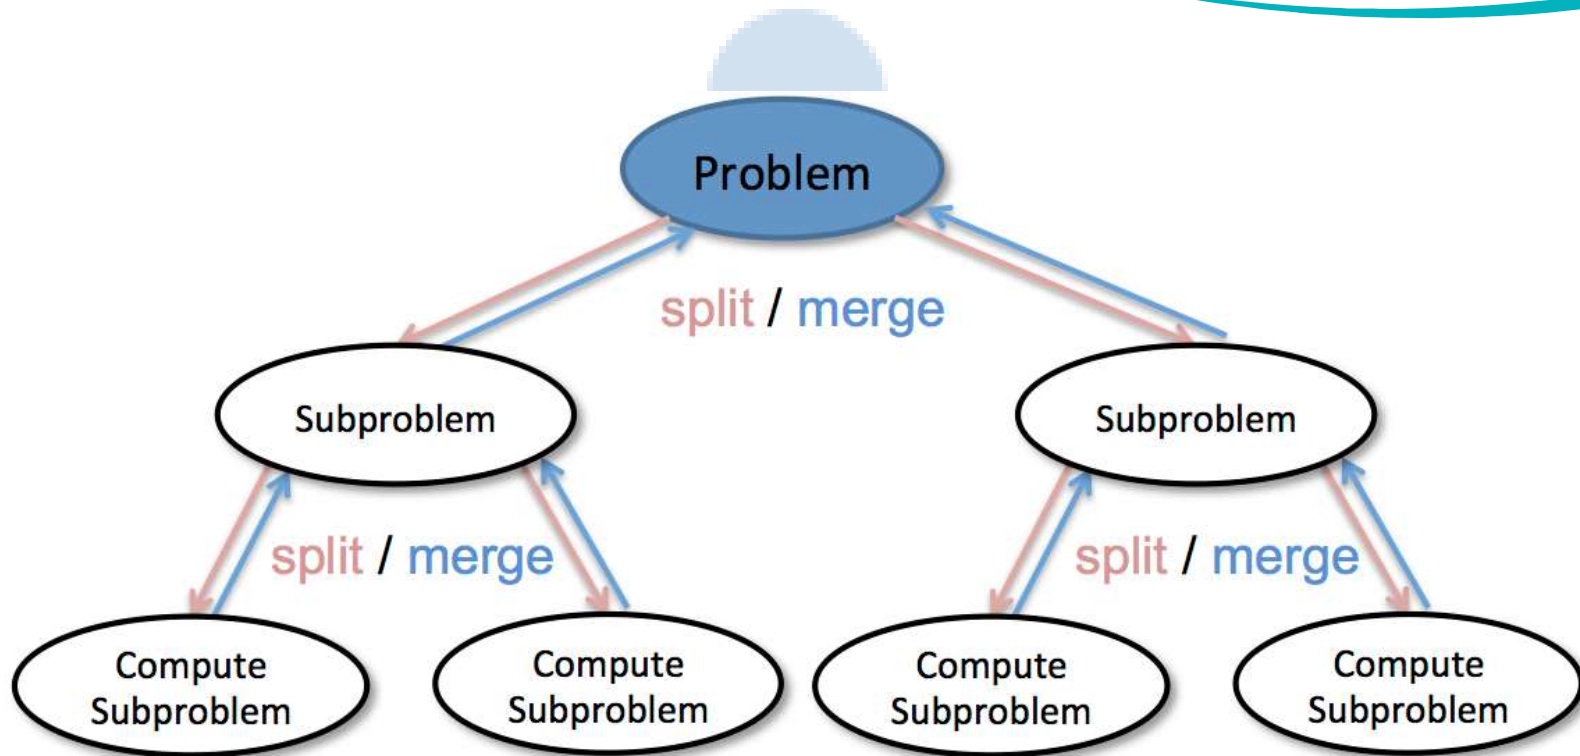 Problem
split / merge
Subproblem
Subproblem
split / merge
split / merge
Compute
Subproblem
Compute
Subproblem
Compute
Subproblem
Compute
Subproblem